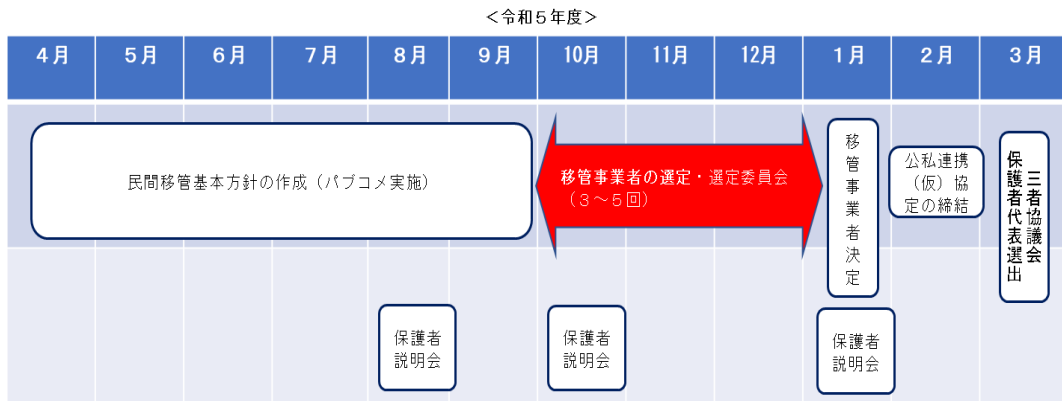 ＜令和５年度＞
４月 ５月 ６月 ７月 ８月 ９月 10月 11月 12月 １月 ２月 ３月
民間移管基本方針の作成（パブコメ実施）
移管事業者の選定・選定委員会
（３～５回）
移管事業者決定
公私連携
（仮）協
定の締結
三者協議会
保護者代表選出
保護者
説明会
保護者
説明会
保護者
説明会